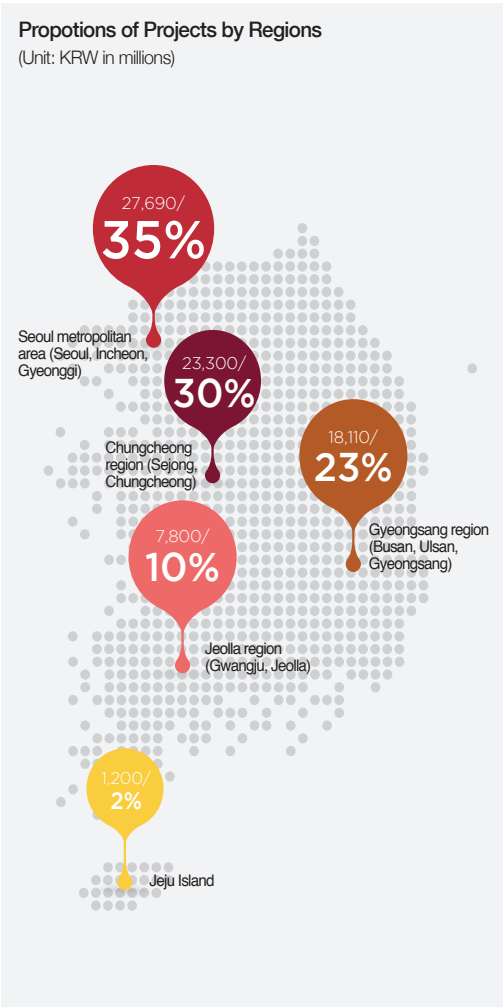 Propotions of Projects by Regions
(Unit: KRW in millions)
27,690/
35%
Seoul metropolitan
area (Seoul, Incheon,
Gyeonggi)
23,300/
30%
Chungcheong
region (Sejong,
Chungcheong)
18,110/
23%
Gyeongsang region
(Busan, Ulsan,
Gyeongsang)
7,800/
10%
Jeolla region
(Gwangju, Jeolla)
1,200/
2%
Jeju Island